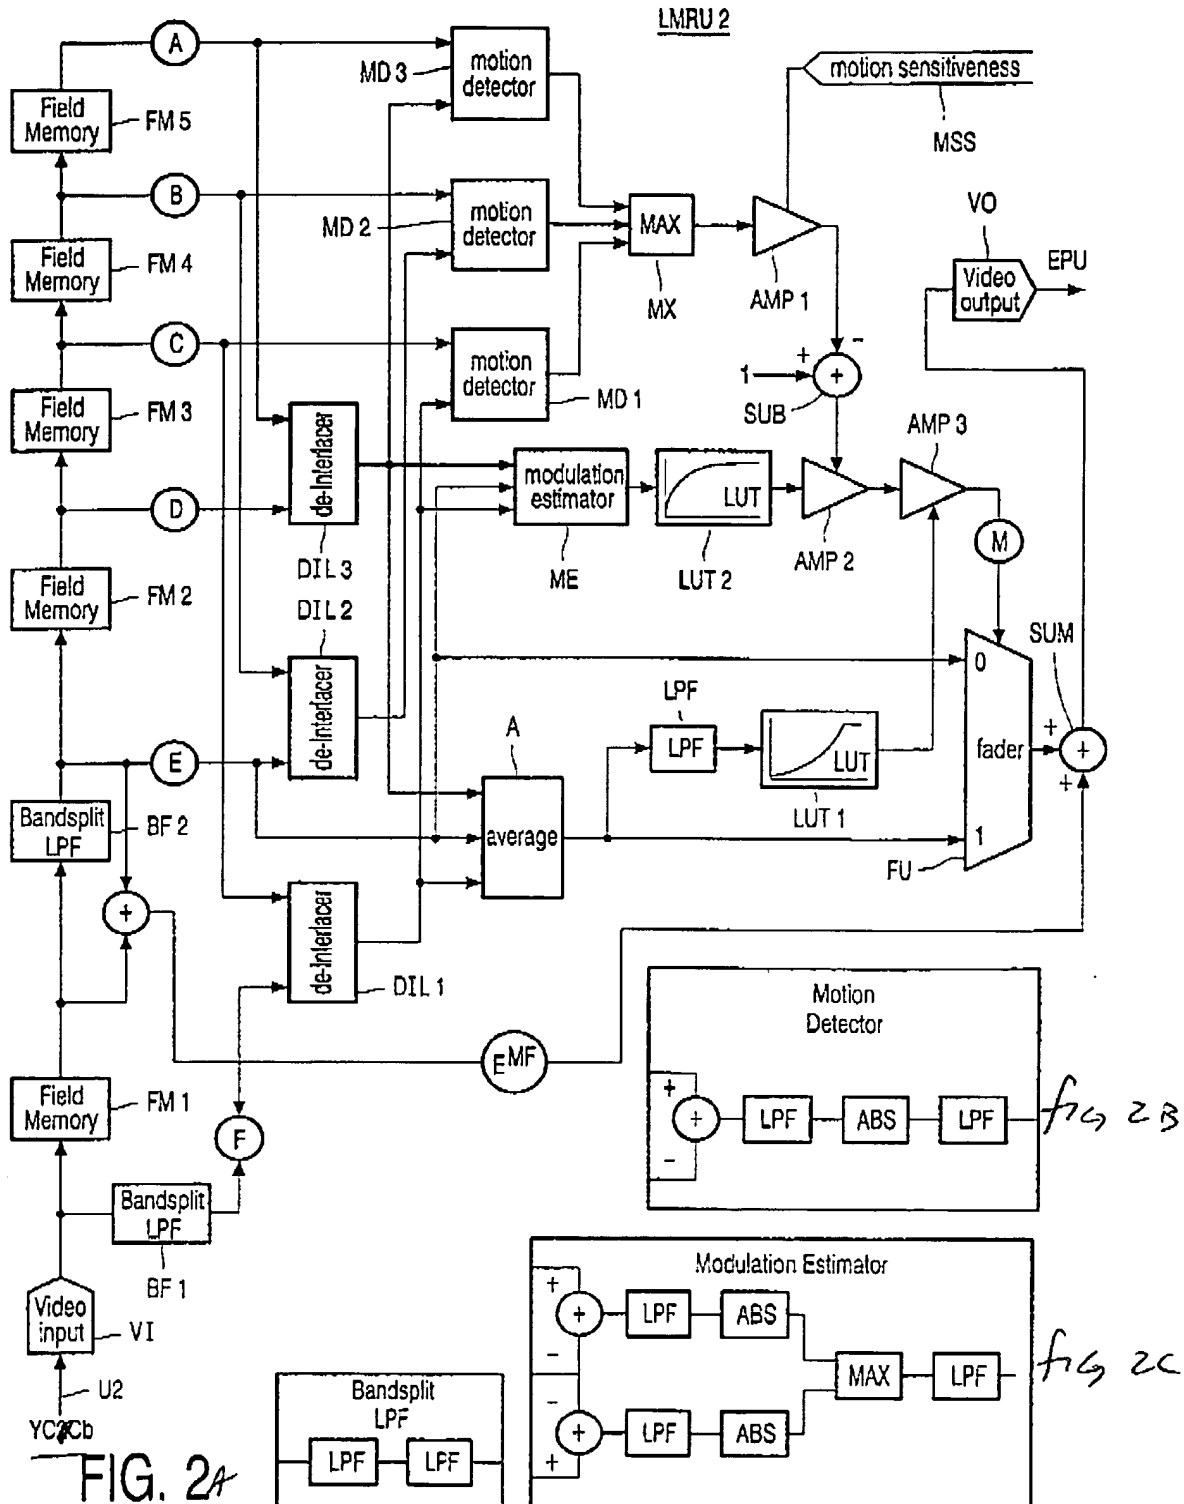 LMRU 2
A
MD 3
motion
detector
motion sensitiveness
MSS
Field
Memory
FM 5
B
MD 2
motion
detector
MAX
MX
AMP 1
VO
Video
output
EPU
Field
Memory
FM 4
C
motion
detector
MD 1
1
+
-
+
SUB
Field
Memory
FM 3
de-Interlacer
DIL 3
modulation
estimator
ME
LUT
LUT 2
AMP 2
AMP 3
M
D
Field
Memory
FM 2
DIL 2
de-Interlacer
SUM
0
fader
1
FU
+
+
+
E
A
average
LPF
LPF
LUT
LUT 1
Bandsplit
LPF
BF 2
+
de-Interlacer
DIL 1
E MF
Field
Memory
FM 1
F
Bandsplit
LPF
BF 1
Video
input
VI
U2
FIG. 2A
Motion
Detector
+
+
-
LPF
ABS
LPF
FIG 2B
Modulation Estimator
+
+
-
LPF
ABS
-
+
+
LPF
ABS
MAX
LPF
FIG 2C
Bandsplit
LPF
LPF
LPF